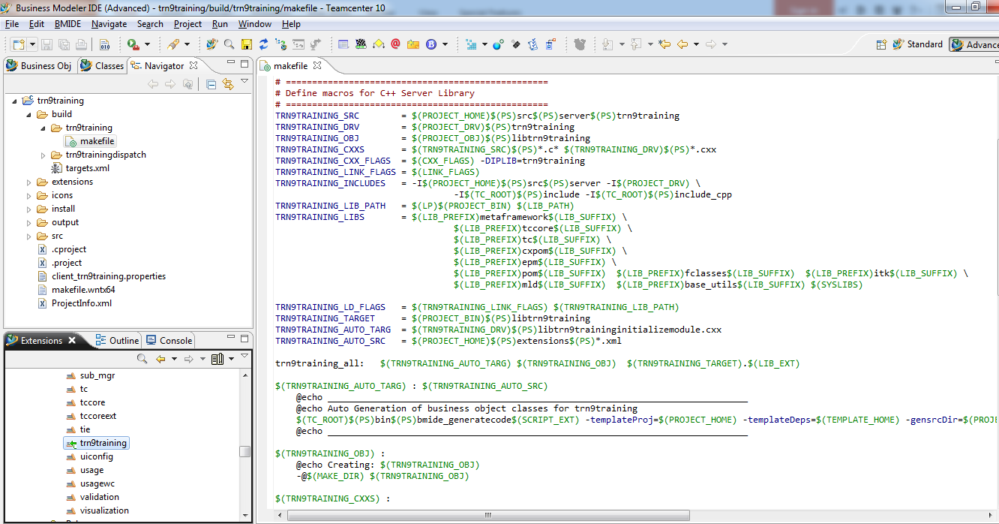 Business Modeler IDE (Advanced) - trn9training/build/trn9training/makefile - Teamcenter 10
File Edit BMIDE Navigate Search Project Run Window Help
Standard Advance
Business Obj Classes Navigator
trn9training
build
trn9training
makefile
trn9trainingdispatch
targets.xml
extensions
icons
install
output
src
.cproject
.project
client_trn9training.properties
makefile.wntx64
ProjectInfo.xml
Extensions Outline Console
sub_mgr
tc
tccore
tccoreext
tie
trn9training
uiconfig
usage
usagewc
validation
visualization
makefile
# ==================================================
# Define macros for C++ Server Library
# ==================================================
TRN9TRAINING_SRC = $(PROJECT_HOME)$(PS)src$(PS)server$(PS)trn9training
TRN9TRAINING_DRV = $(PROJECT_DRV)$(PS)trn9training
TRN9TRAINING_OBJ = $(PROJECT_OBJ)$(PS)libtrn9training
TRN9TRAINING_CXXS = $(TRN9TRAINING_SRC)$(PS)*.c* $(TRN9TRAINING_DRV)$(PS)*.cxx
TRN9TRAINING_CXX_FLAGS = $(CXX_FLAGS) -DIPLIB=trn9training
TRN9TRAINING_LINK_FLAGS = $(LINK_FLAGS)
TRN9TRAINING_INCLUDES = -I$(PROJECT_HOME)$(PS)src$(PS)server -I$(PROJECT_DRV) \
-I$(TC_ROOT)$(PS)include -I$(TC_ROOT)$(PS)include_cpp
TRN9TRAINING_LIB_PATH = $(LP)$(PROJECT_BIN) $(LIB_PATH)
TRN9TRAINING_LIBS = $(LIB_PREFIX)metaframework$(LIB_SUFFIX) \
$(LIB_PREFIX)tccore$(LIB_SUFFIX) \
$(LIB_PREFIX)tc$(LIB_SUFFIX) \
$(LIB_PREFIX)cxpom$(LIB_SUFFIX) \
$(LIB_PREFIX)epm$(LIB_SUFFIX) \
$(LIB_PREFIX)pom$(LIB_SUFFIX) $(LIB_PREFIX)fclasses$(LIB_SUFFIX) $(LIB_PREFIX)itk$(LIB_SUFFIX) \
$(LIB_PREFIX)mld$(LIB_SUFFIX) $(LIB_PREFIX)base_utils$(LIB_SUFFIX) $(SYSLIBS)
TRN9TRAINING_LD_FLAGS = $(TRN9TRAINING_LINK_FLAGS) $(TRN9TRAINING_LIB_PATH)
TRN9TRAINING_TARGET = $(PROJECT_BIN)$(PS)libtrn9training
TRN9TRAINING_AUTO_TARG = $(TRN9TRAINING_DRV)$(PS)libtrn9traininginitializemodule.cxx
TRN9TRAINING_AUTO_SRC = $(PROJECT_HOME)$(PS)extensions$(PS)*.xml
trn9training_all: $(TRN9TRAINING_AUTO_TARG) $(TRN9TRAINING_OBJ) $(TRN9TRAINING_TARGET).$(LIB_EXT)
$(TRN9TRAINING_AUTO_TARG) : $(TRN9TRAINING_AUTO_SRC)
@echo ________________________________________________________________________________
@echo Auto Generation of business object classes for trn9training
$(TC_ROOT)$(PS)bin$(PS)bmide_generatecode$(SCRIPT_EXT) -templateProj=$(PROJECT_HOME) -templateDeps=$(TEMPLATE_HOME) -gensrcDir=$(PROJE
@echo ________________________________________________________________________________
$(TRN9TRAINING_OBJ) :
@echo Creating: $(TRN9TRAINING_OBJ)
-@$(MAKE_DIR) $(TRN9TRAINING_OBJ)
$(TRN9TRAINING_CXXS) :